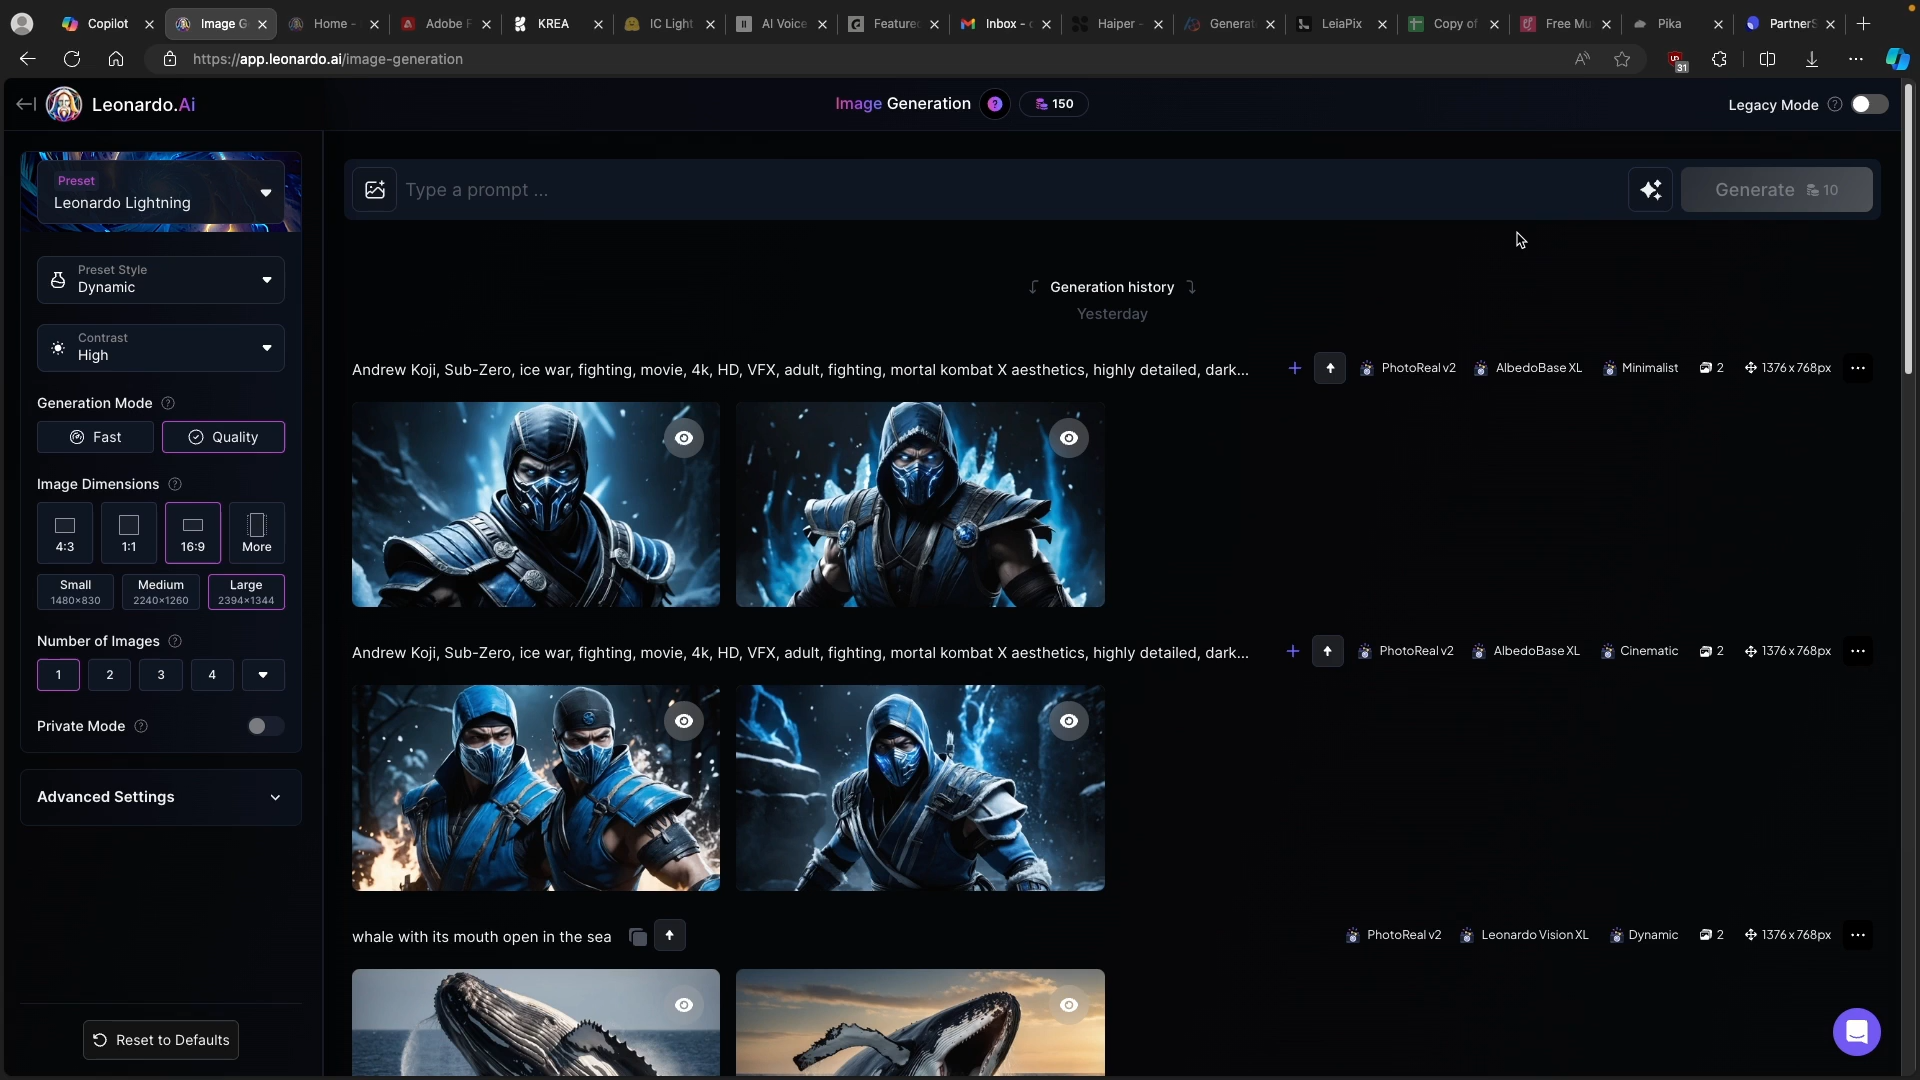 Copilot
Image G
Home -
Adobe F
KREA
IC Light
AI Voice
Feature
Inbox - c
Haiper -
Generat
LeiaPix
Copy of
Free Mu
Pika
PartnerS
https://app.leonardo.ai/image-generation
31
Leonardo.Ai
Image Generation
150
Legacy Mode
Preset
Leonardo Lightning
Type a prompt ...
Generate 10
Preset Style
Dynamic
Generation history
Yesterday
Contrast
High
Andrew Koji, Sub-Zero, ice war, fighting, movie, 4k, HD, VFX, adult, fighting, mortal kombat X aesthetics, highly detailed, dark...
PhotoReal v2 AlbedoBase XL Minimalist 2 1376 x 768px
Generation Mode
Fast
Quality
Image Dimensions
4:3
1:1
16:9
More
Small
1480×830
Medium
2240×1260
Large
2394×1344
Number of Images
1
2
3
4
Andrew Koji, Sub-Zero, ice war, fighting, movie, 4k, HD, VFX, adult, fighting, mortal kombat X aesthetics, highly detailed, dark...
PhotoReal v2 AlbedoBase XL Cinematic 2 1376 x 768px
Private Mode
Advanced Settings
whale with its mouth open in the sea
PhotoReal v2 Leonardo Vision XL Dynamic 2 1376 x 768px
Reset to Defaults